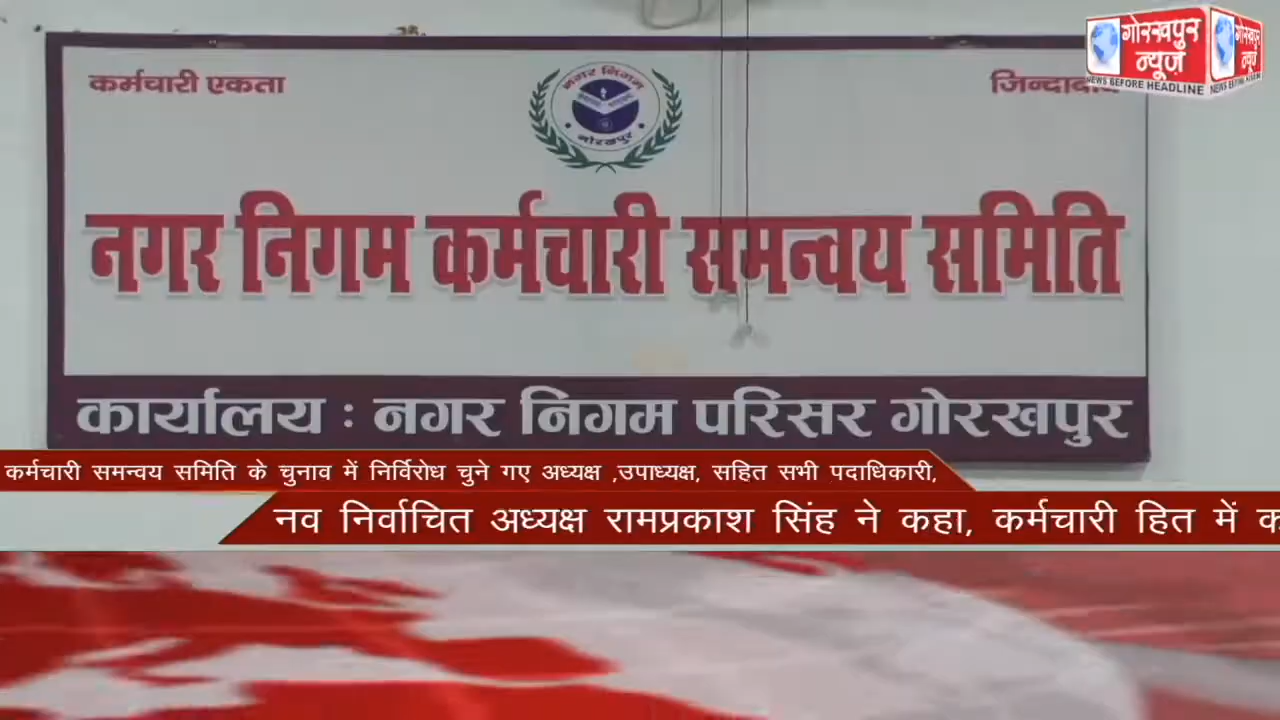 कर्मचारी एकता
नगर निगम
गोरखपुर
गोरखपुर
न्यूज़
NEWS BEFORE HEADLINE
गोरखपुर
न्यूज़
नगर निगम कर्मचारी समन्वय समिति
कार्यालय : नगर निगम परिसर गोरखपुर
कर्मचारी समन्वय समिति के चुनाव में निर्विरोध चुने गए अध्यक्ष ,उपाध्यक्ष, सहित सभी पदाधिकारी,
नव निर्वाचित अध्यक्ष रामप्रकाश सिंह ने कहा, कर्मचारी हित में